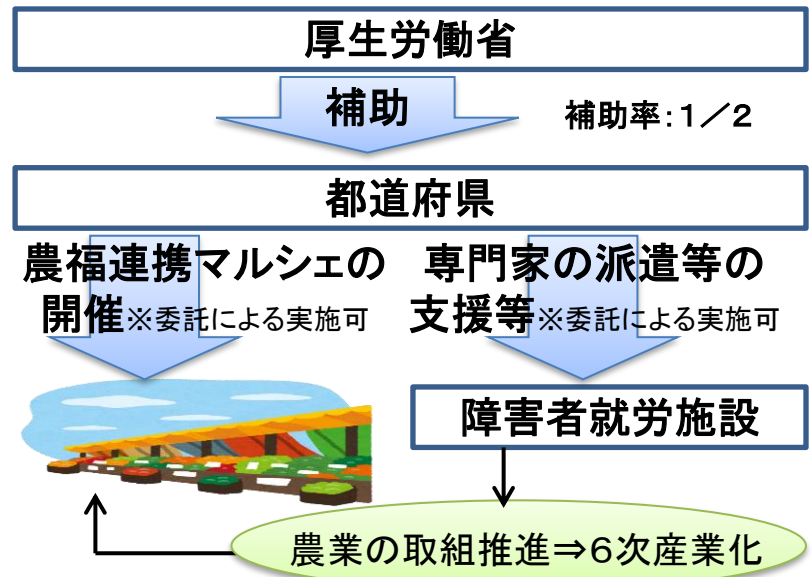 厚生労働省
補助
補助率：１／２
都道府県
農福連携マルシェの
開催※委託による実施可
専門家の派遣等の
支援等※委託による実施可
障害者就労施設
農業の取組推進⇒６次産業化